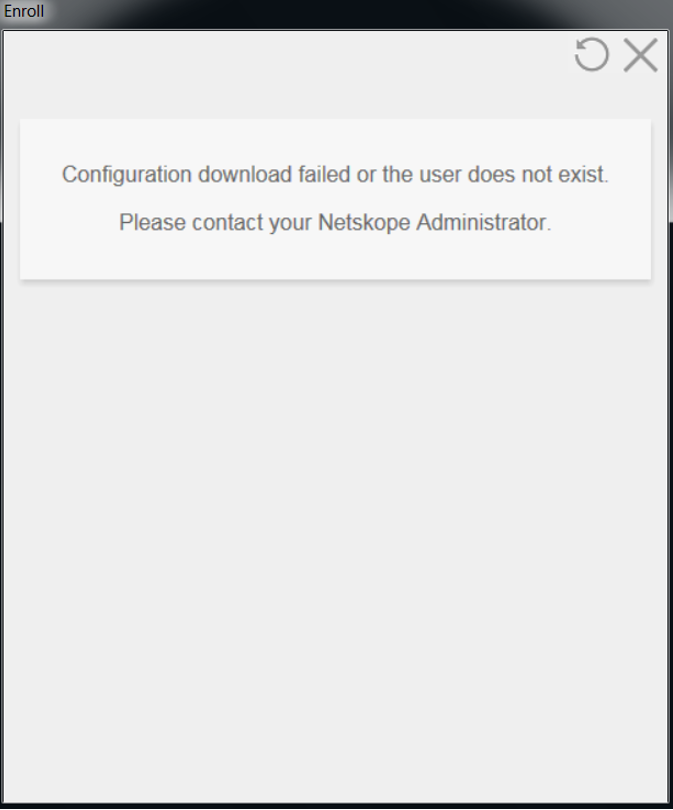 Enroll
Configuration download failed or the user does not exist.
Please contact your Netskope Administrator.